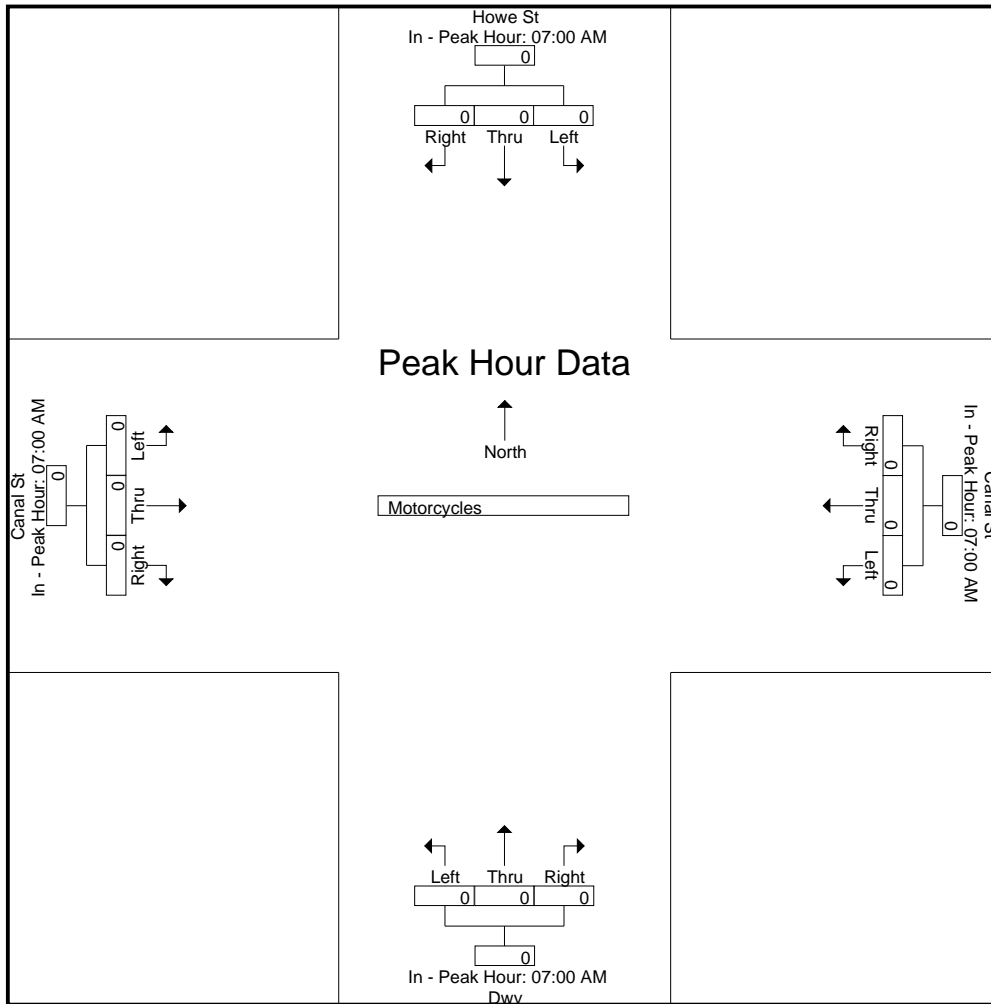 Howe St
In - Peak Hour: 07:00 AM
0
0 0 0
Right Thru Left
Peak Hour Data
North
Motorcycles
Canal St
In - Peak Hour: 07:00 AM
0
0 0 0
Left Thru Right
Canal St
In - Peak Hour: 07:00 AM
0
0 0 0
Right Thru Left
Left Thru Right
0 0 0
0
In - Peak Hour: 07:00 AM
Dwy